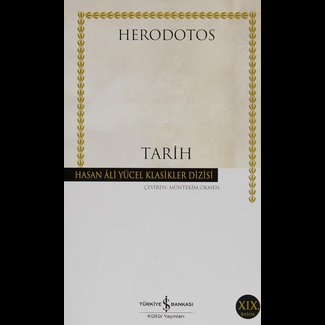 HERODOTOS
TARİH
HASAN ÂLİ YÜCEL KLASİKLER DİZİSİ
ÇEVİREN: MÜNTEKİM ÖKMEN
XIX
BASIM
TÜRKİYE BANKASI
Kültür Yayınları